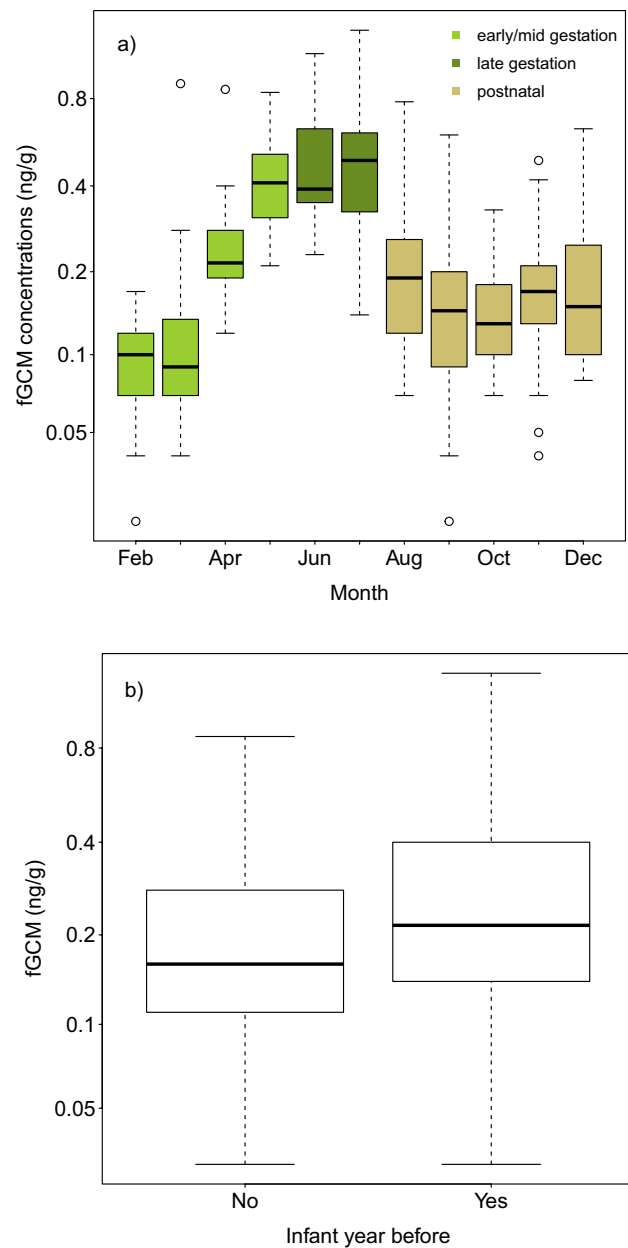 a)
early/mid gestation
late gestation
postnatal
0.8
0.4
0.2
0.1
0.05
fGCM concentrations (ng/g)
Feb Apr Jun Aug Oct Dec
Month
b)
0.8
0.4
0.2
0.1
0.05
fGCM (ng/g)
No Yes
Infant year before